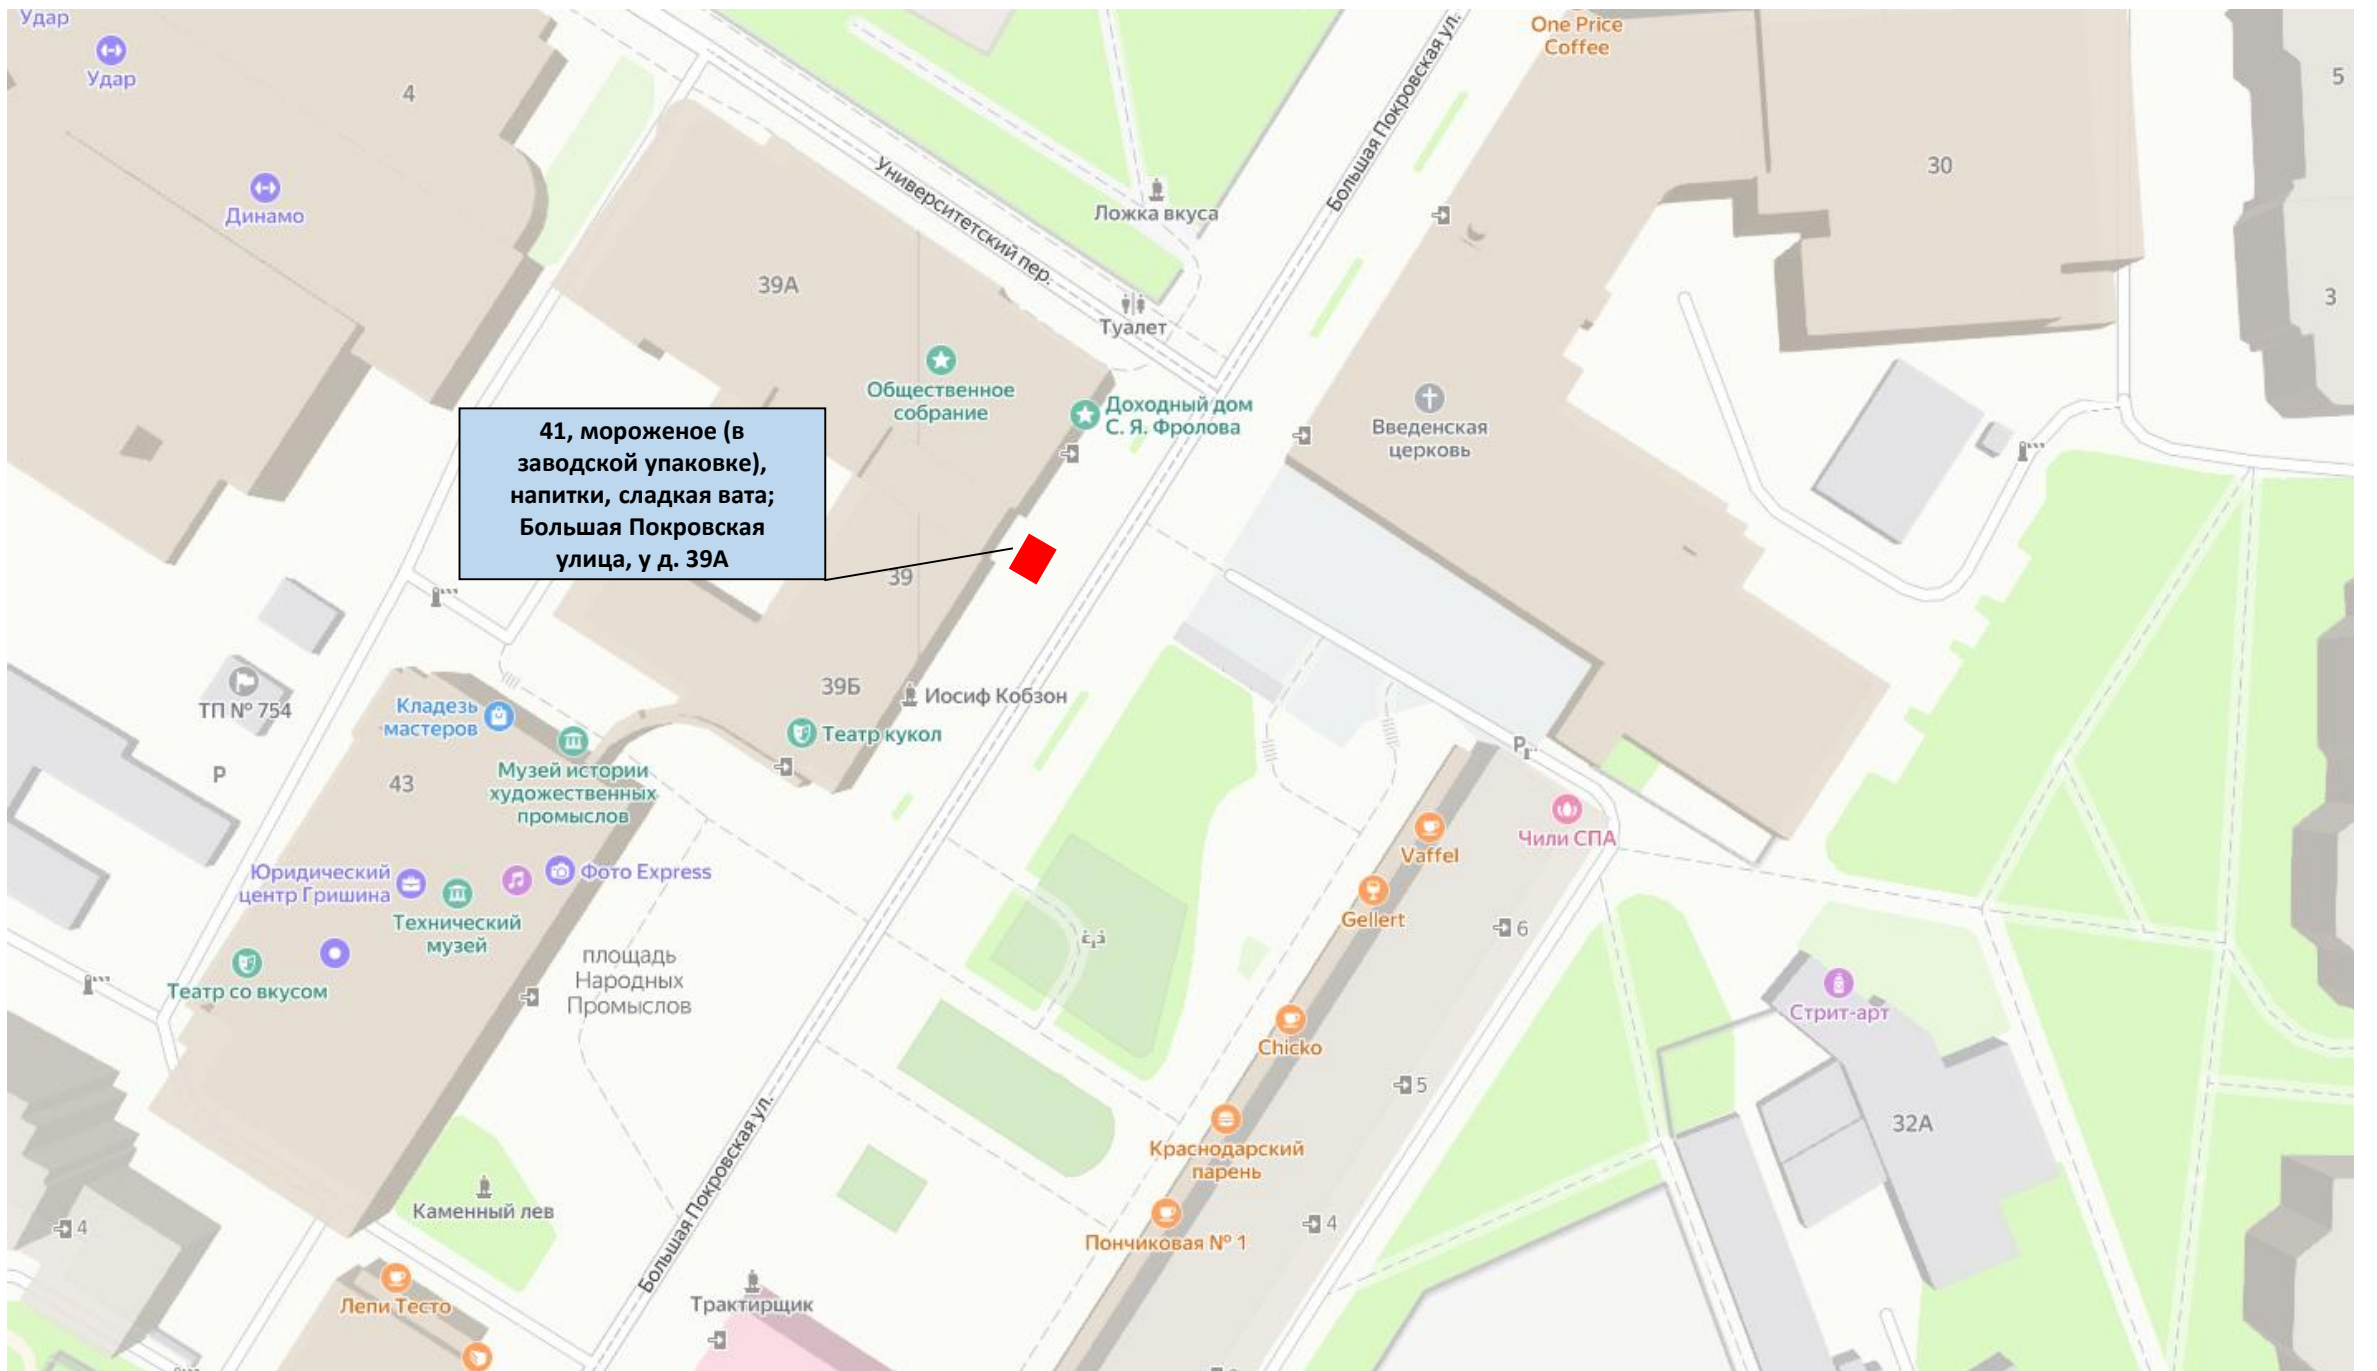 Удар
Удар
4
Динамо
Университетский пер.
Ложка вкуса
Большая Покровская ул.
One Price
Coffee
30
5
3
39А
Туалет
Общественное
собрание
Доходный дом
С. Я. Фролова
Введенская
церковь
41, мороженое (в
заводской упаковке),
напитки, сладкая вата;
Большая Покровская
улица, у д. 39А
39
39Б
Иосиф Кобзон
Театр кукол
ТП № 754
P
Кладезь
мастеров
Музей истории
художественных
промыслов
43
Юридический
центр Гришина
Фото Express
Технический
музей
Театр со вкусом
площадь
Народных
Промыслов
P
Чили СПА
Vaffel
Gellert
6
Chicko
5
Стрит-арт
32А
Краснодарский
парень
Пончиковая № 1
4
Большая Покровская ул.
Каменный лев
4
Лепи Тесто
Трактирщик